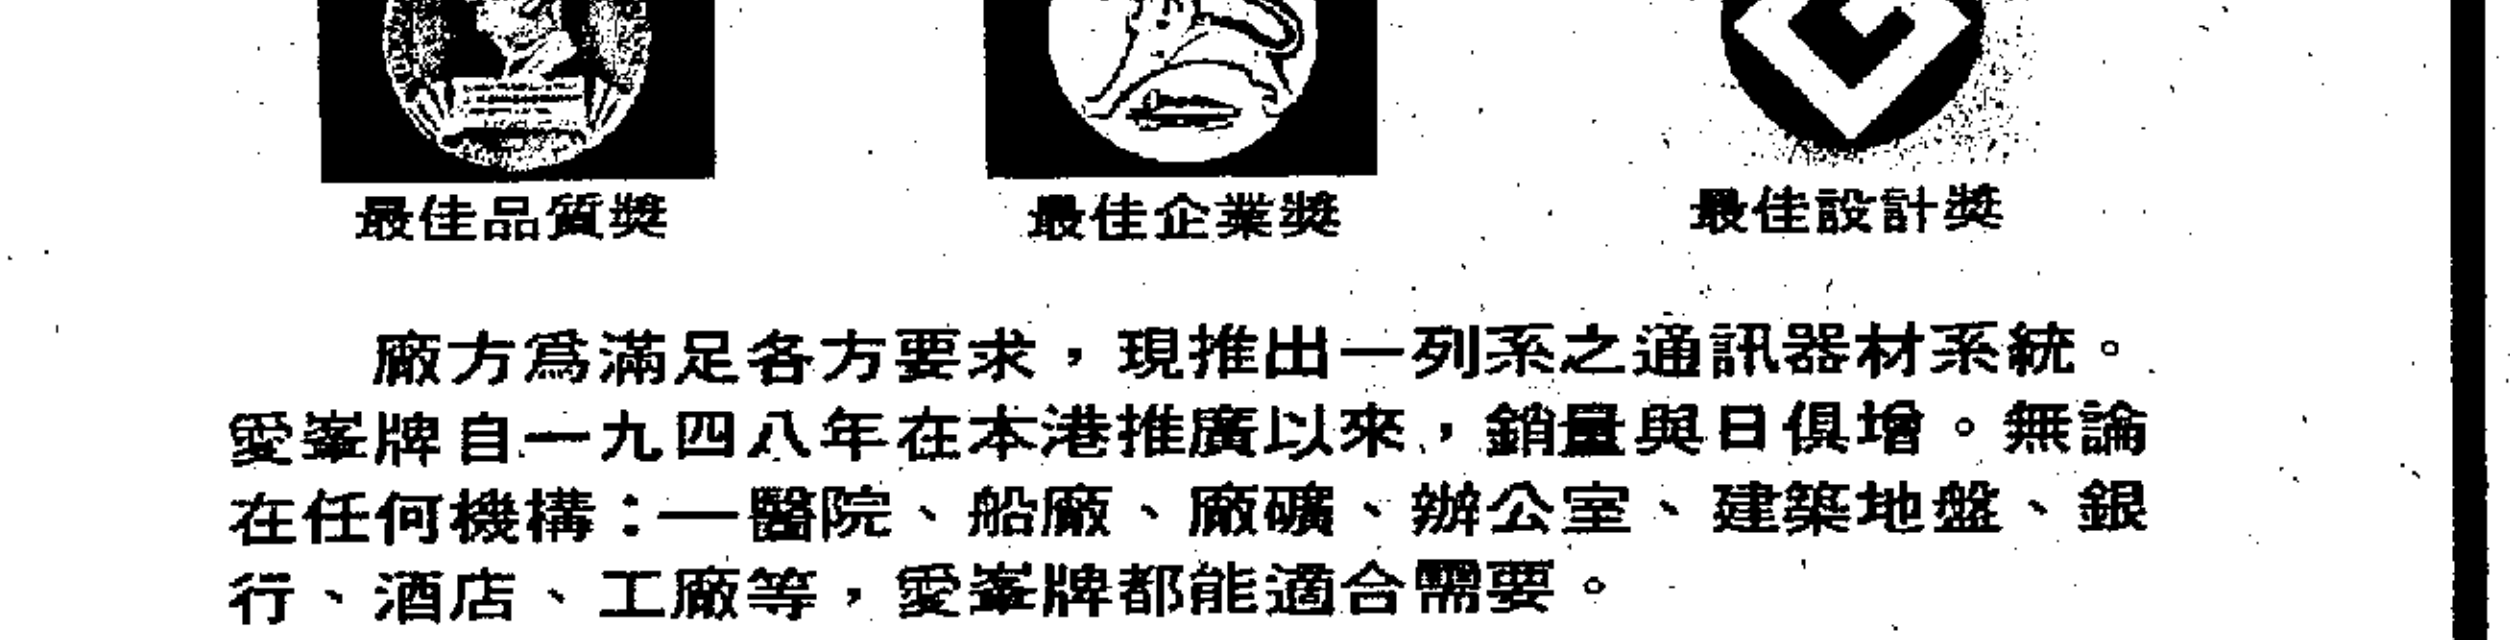 最佳品質獎 最佳企業獎 最佳設計獎
廠方爲滿足各方要求，現推出一列系之通訊器材系統。
愛峯牌自一九四八年在本港推廣以來，銷量與日俱增。無論
在任何機構：—醫院、船廠、廠礦、辦公室、建築地盤、銀
行、酒店、工廠等，愛峯牌都能適合需要。